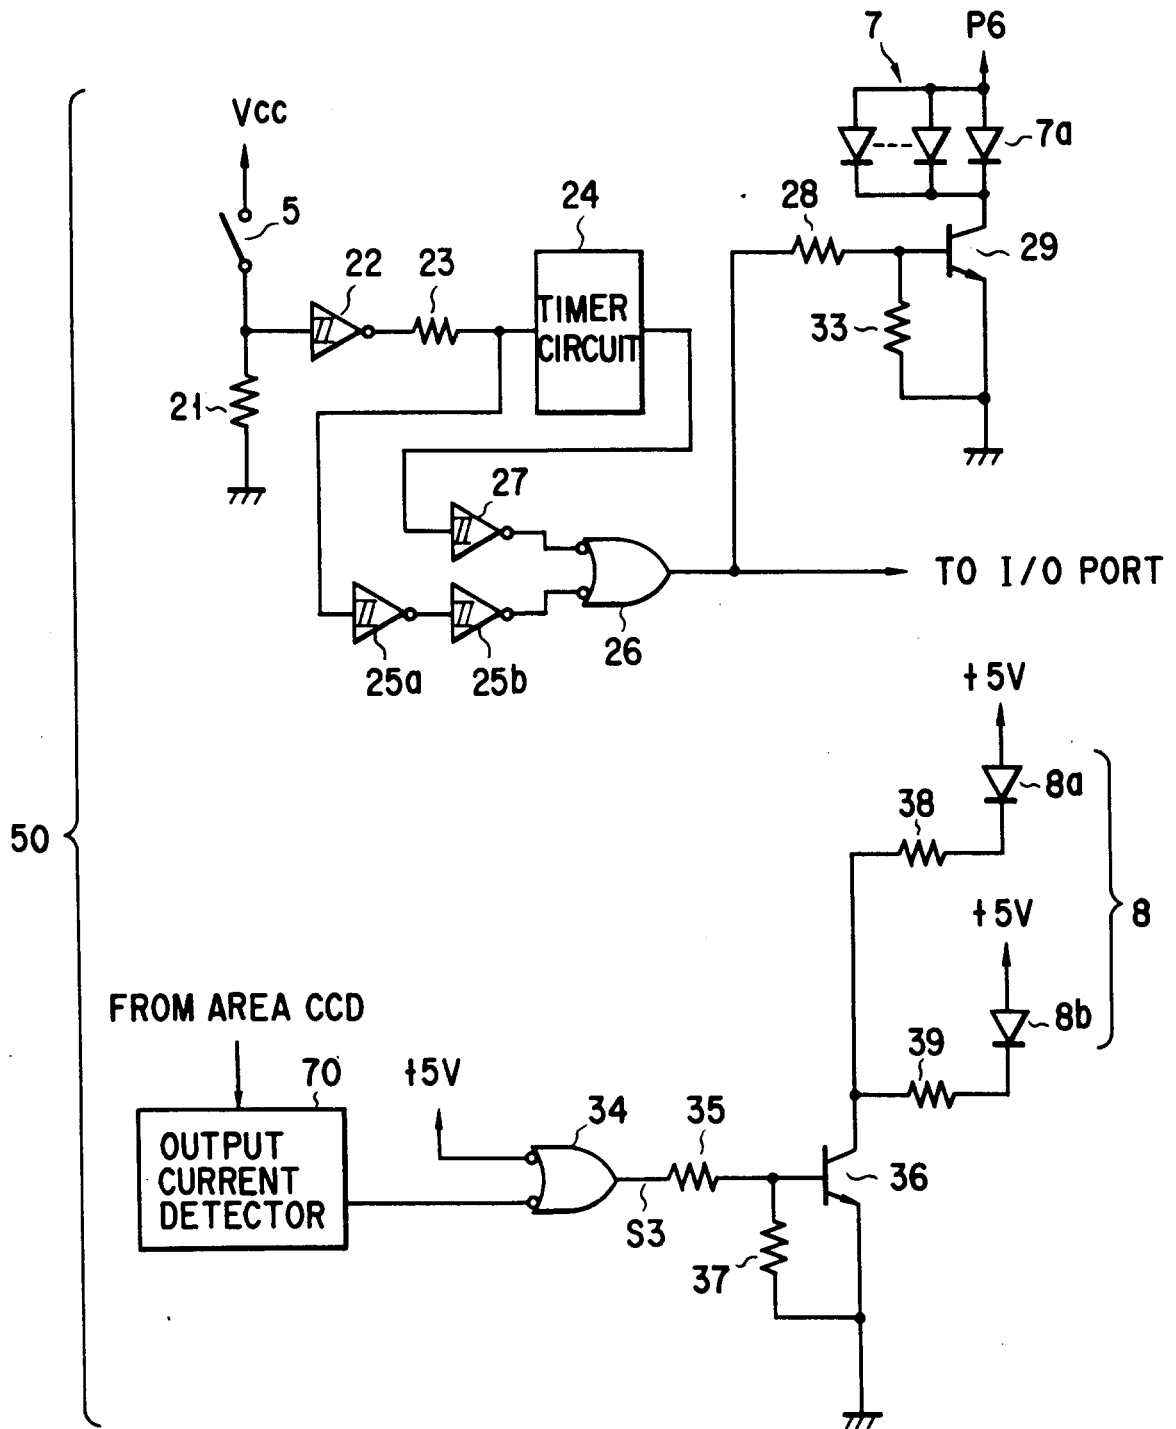 7
P6
Vcc
7a
5
24
28
22
23
29
TIMER
CIRCUIT
33
21
27
TO I/O PORT
26
25a
25b
+5V
8a
38
50
+5V
8
FROM AREA CCD
8b
39
70
+5V
34
35
OUTPUT
CURRENT
DETECTOR
36
S3
37